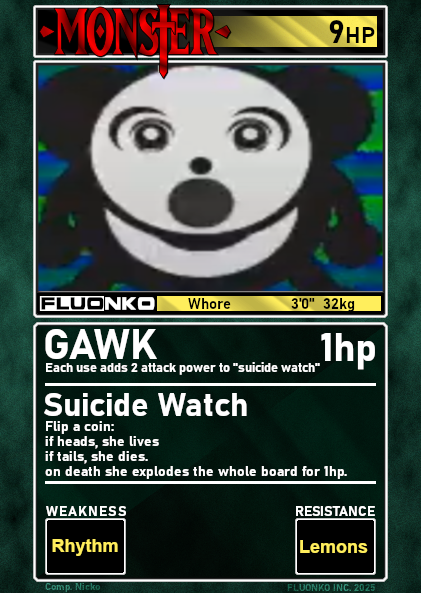 MONSTER
9HP
FLUONKO
Whore 3'0" 32kg
GAWK 1hp
Each use adds 2 attack power to "suicide watch"
Suicide Watch
Flip a coin:
if heads, she lives
if tails, she dies.
on death she explodes the whole board for 1hp.
WEAKNESS RESISTANCE
Rhythm Lemons
Comp. Nicko FLUONKO INC. 2025